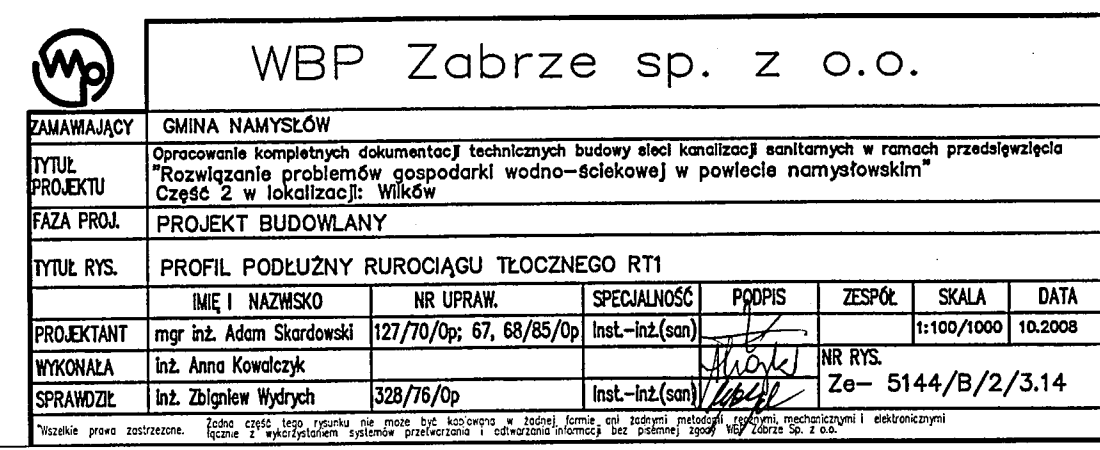 Wp
WBP Zabrze sp. z o.o.
ZAMAWIAJĄCY GMINA NAMYSŁÓW
TYTUŁ PROJEKTU Opracowanie kompletnych dokumentacji technicznych budowy sieci kanalizacji sanitarnych w ramach przedsięwzięcia
"Rozwiązanie problemów gospodarki wodno-ściekowej w powiecie namysłowskim"
Część 2 w lokalizacji: Wilków
FAZA PROJ. PROJEKT BUDOWLANY
TYTUŁ RYS. PROFIL PODŁUŻNY RUROCIĄGU TŁOCZNEGO RT1
IMIĘ I NAZWISKO NR UPRAW. SPECJALNOŚĆ PODPIS ZESPÓŁ SKALA DATA
PROJEKTANT mgr inż. Adam Skardowski 127/70/Op; 67, 68/85/Op Inst.-inż.(san) 1:100/1000 10.2008
WYKONAŁA inż. Anna Kowalczyk NR RYS.
SPRAWDZIŁ inż. Zbigniew Wydrych 328/76/Op Inst.-inż.(san) Ze- 5144/B/2/3.14
"Wszelkie prawa zastrzeżone. Żadna część tego rysunku nie może być kopiowana w żadnej formie ani żadnymi metodami ręcznymi, mechanicznymi i elektronicznymi
łącznie z wykorzystaniem systemów przetwarzania i odtwarzania informacji bez pisemnej zgody WBP Zabrze Sp. z o.o.